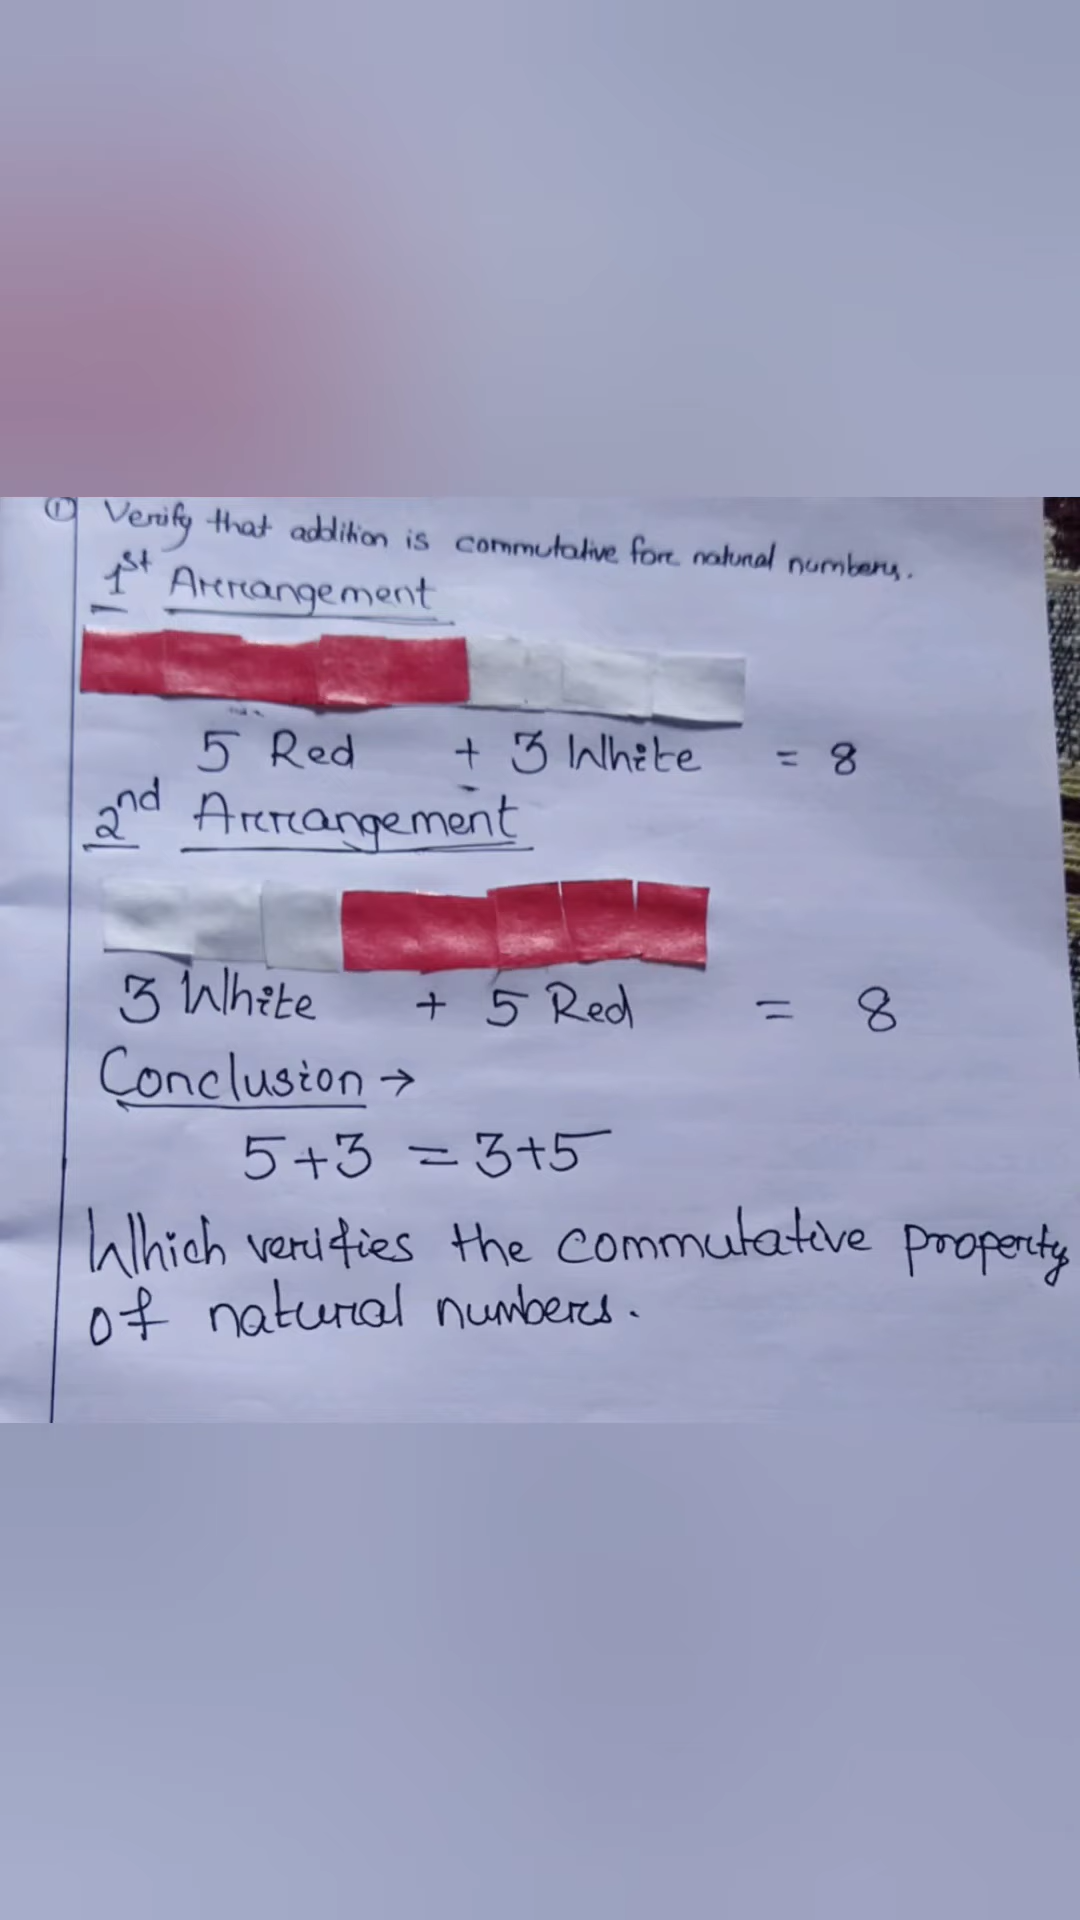 ① Verify that addition is commutative for natural numbers.
1st Arrangement
5 Red + 3 White = 8
2nd Arrangement
3 White + 5 Red = 8
Conclusion →
5+3 = 3+5
Which verifies the commutative property
of natural numbers.